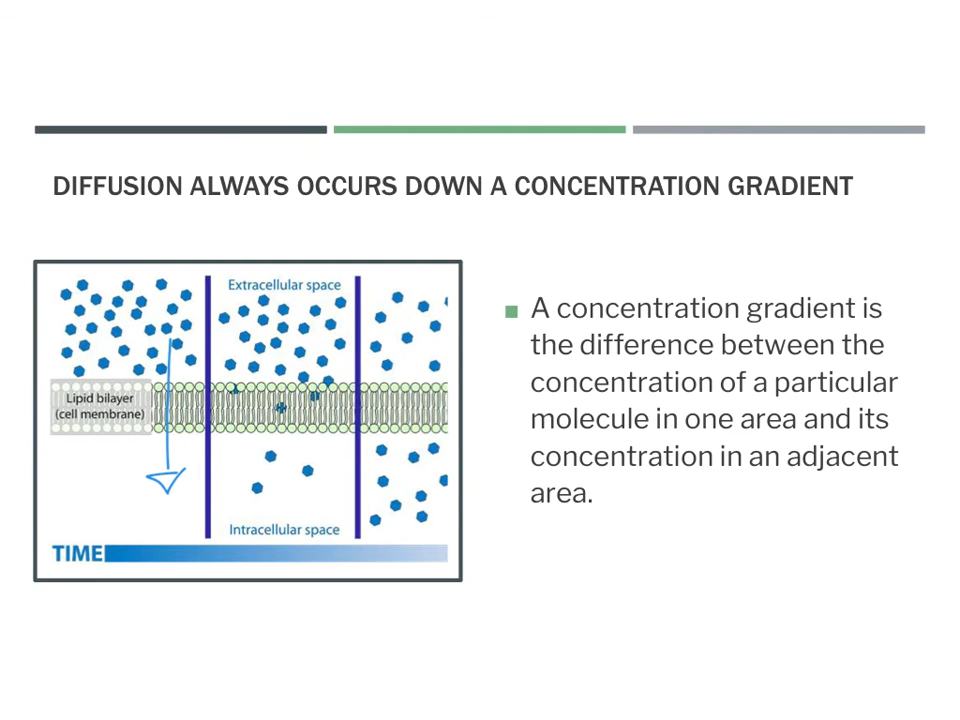 DIFFUSION ALWAYS OCCURS DOWN A CONCENTRATION GRADIENT
Extracellular space
Lipid bilayer
(cell membrane)
Intracellular space
TIME
■ A concentration gradient is
the difference between the
concentration of a particular
molecule in one area and its
concentration in an adjacent
area.